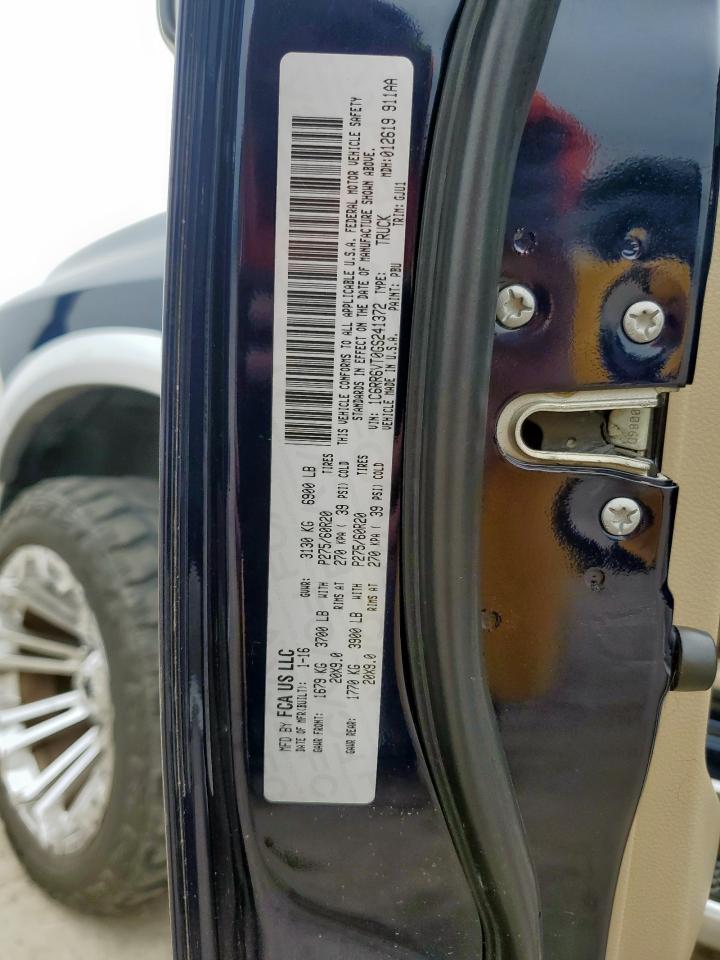 MFD BY FCA US LLC
DATE OF MFR(BUILT): 1-16 GVWR: 3130 KG 6900 LB
GAWR FRONT: 1679 KG 3700 LB WITH P275/60R20 TIRES
20X9.0 RIMS AT 270 KPA ( 39 PSI) COLD
GAWR REAR: 1770 KG 3900 LB WITH P275/60R20 TIRES
20X9.0 RIMS AT 270 KPA ( 39 PSI) COLD
THIS VEHICLE CONFORMS TO ALL APPLICABLE U.S.A. FEDERAL MOTOR VEHICLE SAFETY
STANDARDS IN EFFECT ON THE DATE OF MANUFACTURE SHOWN ABOVE.
VIN: 1C6RR6VT0GS241372 TYPE: TRUCK MDH:012619 911AA
VEHICLE MADE IN U.S.A. PAINT: PBU TRIM: GJU1